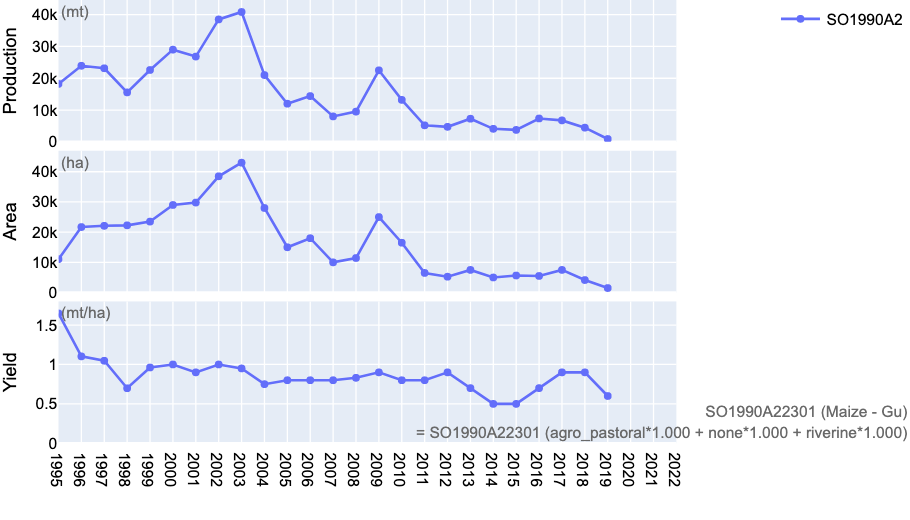 (mt)
SO1990A2
Production
40k
30k
20k
10k
0
(ha)
Area
40k
30k
20k
10k
0
(mt/ha)
Yield
1.5
1
0.5
0
SO1990A22301 (Maize - Gu)
= SO1990A22301 (agro_pastoral*1.000 + none*1.000 + riverine*1.000)
1995 1996 1997 1998 1999 2000 2001 2002 2003 2004 2005 2006 2007 2008 2009 2010 2011 2012 2013 2014 2015 2016 2017 2018 2019 2020 2021 2022